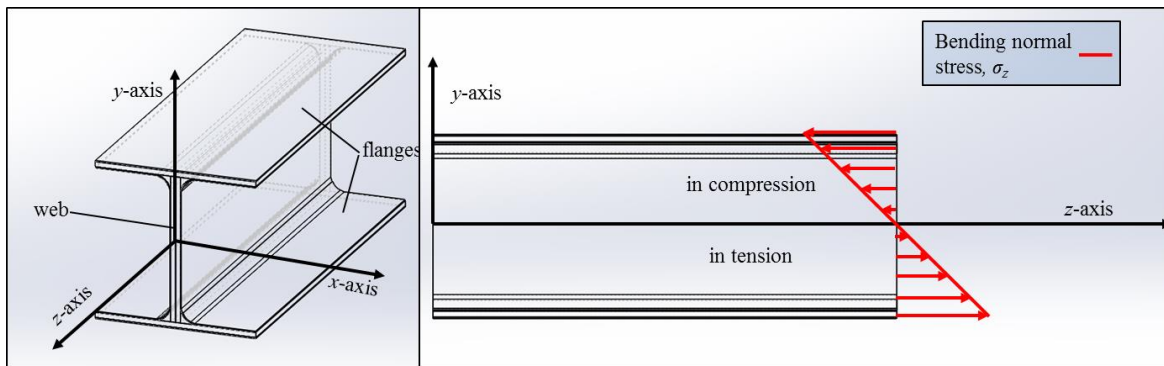 y-axis
flanges
web
x-axis
z-axis
Bending normal
stress, σz
y-axis
in compression
z-axis
in tension